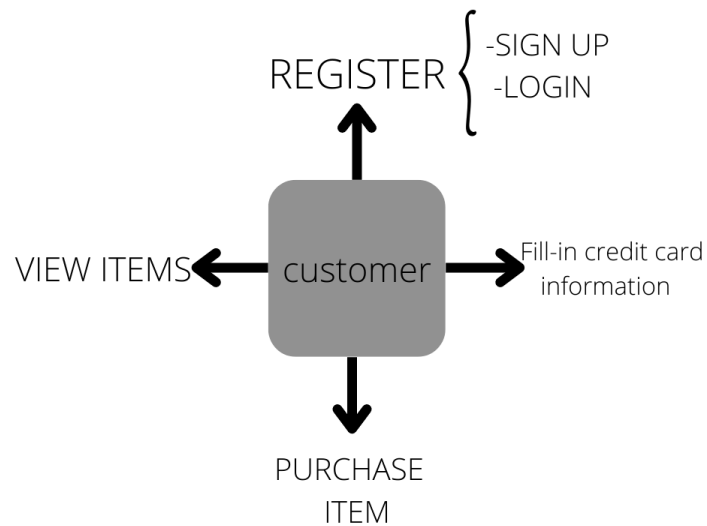 REGISTER
-SIGN UP
-LOGIN
VIEW ITEMS
customer
Fill-in credit card
information
PURCHASE
ITEM